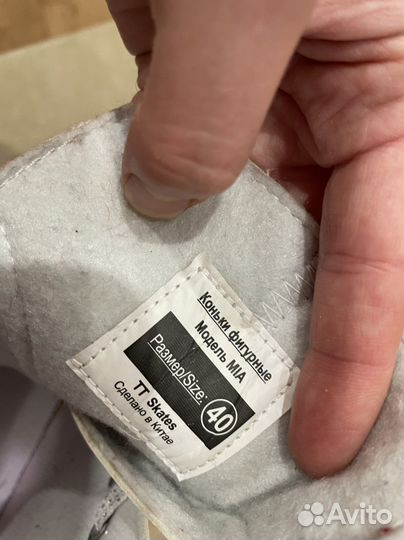 Коньки фигурные
Модель MIA
Размер/Size: 40
TT Skates
Сделано в Китае
Avito